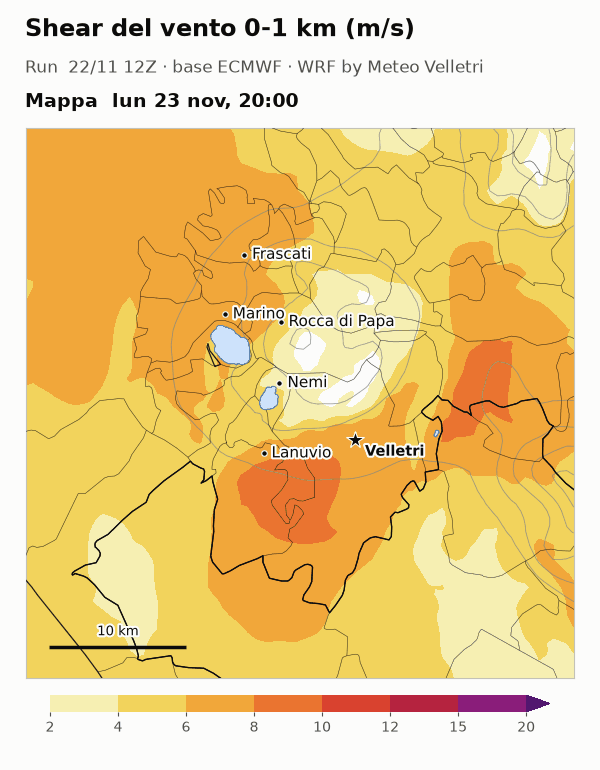 Shear del vento 0-1 km (m/s)
Run  22/11 12Z · base ECMWF · WRF by Meteo Velletri
Mappa  lun 23 nov, 20:00
Frascati
Marino
Rocca di Papa
Nemi
Velletri
Lanuvio
10 km
2 4 6 8 10 12 15 20